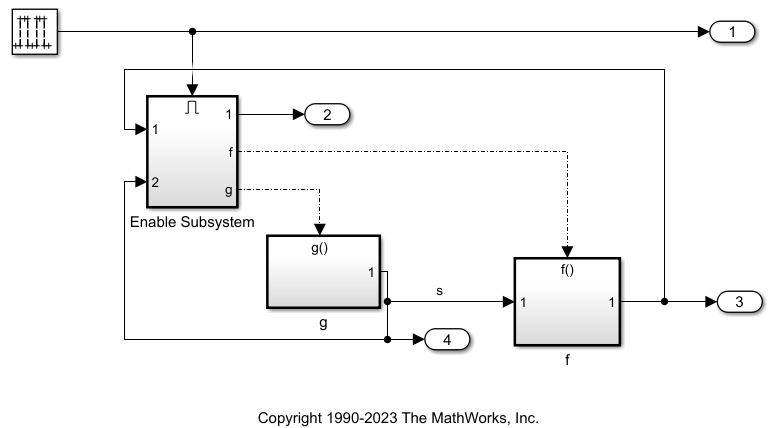 1
1
1
2
f
2
g
Enable Subsystem
g()
1
f()
s
1
1
3
g
4
f
Copyright 1990-2023 The MathWorks, Inc.